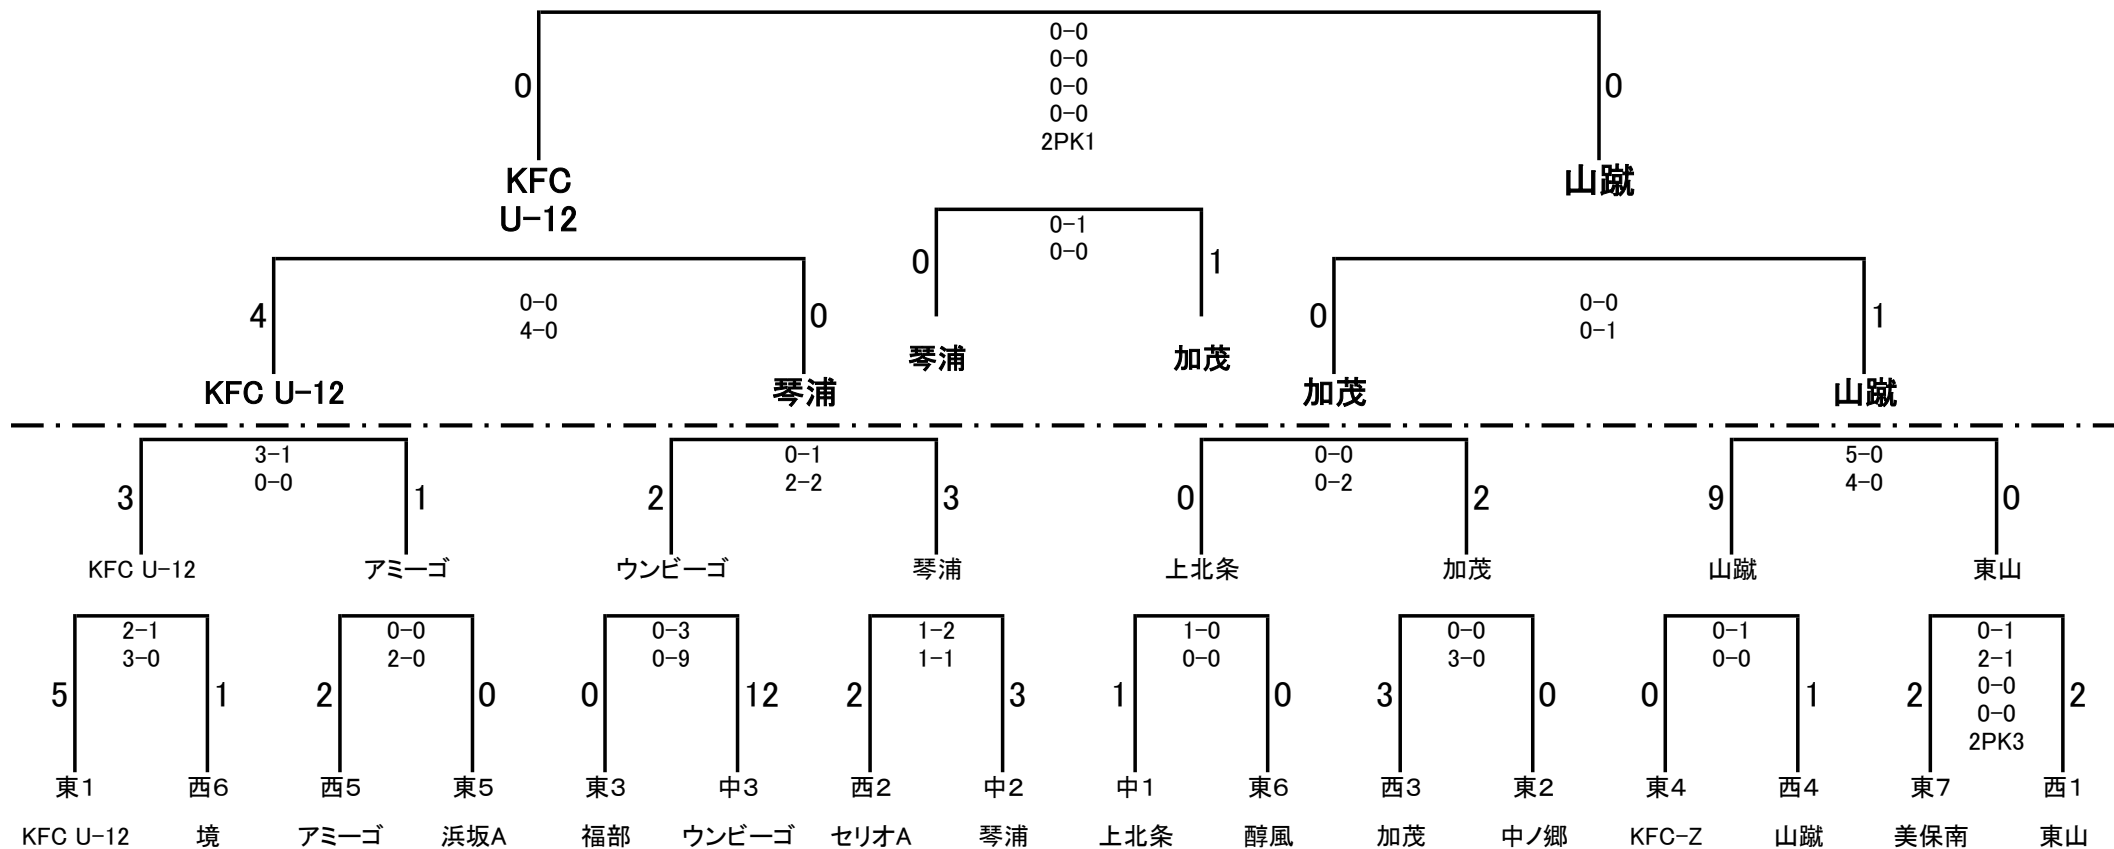 0-0
0-0
0 0-0 0
0-0
2PK1
KFC 山蹴
U-12
0-1
0 0-0 1
4 0-0 0 0 0-0 1
4-0 0-1
琴浦 加茂
KFC U-12 琴浦 加茂 山蹴
3-1 0-1 0-0 5-0
3 0-0 1 2 2-2 3 0 0-2 2 9 4-0 0
KFC U-12 アミーゴ ウンビーゴ 琴浦 上北条 加茂 山蹴 東山
2-1 0-0 0-3 1-2 1-0 0-0 0-1 0-1
3-0 2-0 0-9 1-1 0-0 3-0 0-0 2-1
5 1 2 0 0 12 2 3 1 0 3 0 0 1 2 0-0 2
0-0
2PK3
東1 西6 西5 東5 東3 中3 西2 中2 中1 東6 西3 東2 東4 西4 東7 西1
KFC U-12 境 アミーゴ 浜坂A 福部 ウンビーゴ セリオA 琴浦 上北条 醇風 加茂 中ノ郷 KFC-Z 山蹴 美保南 東山